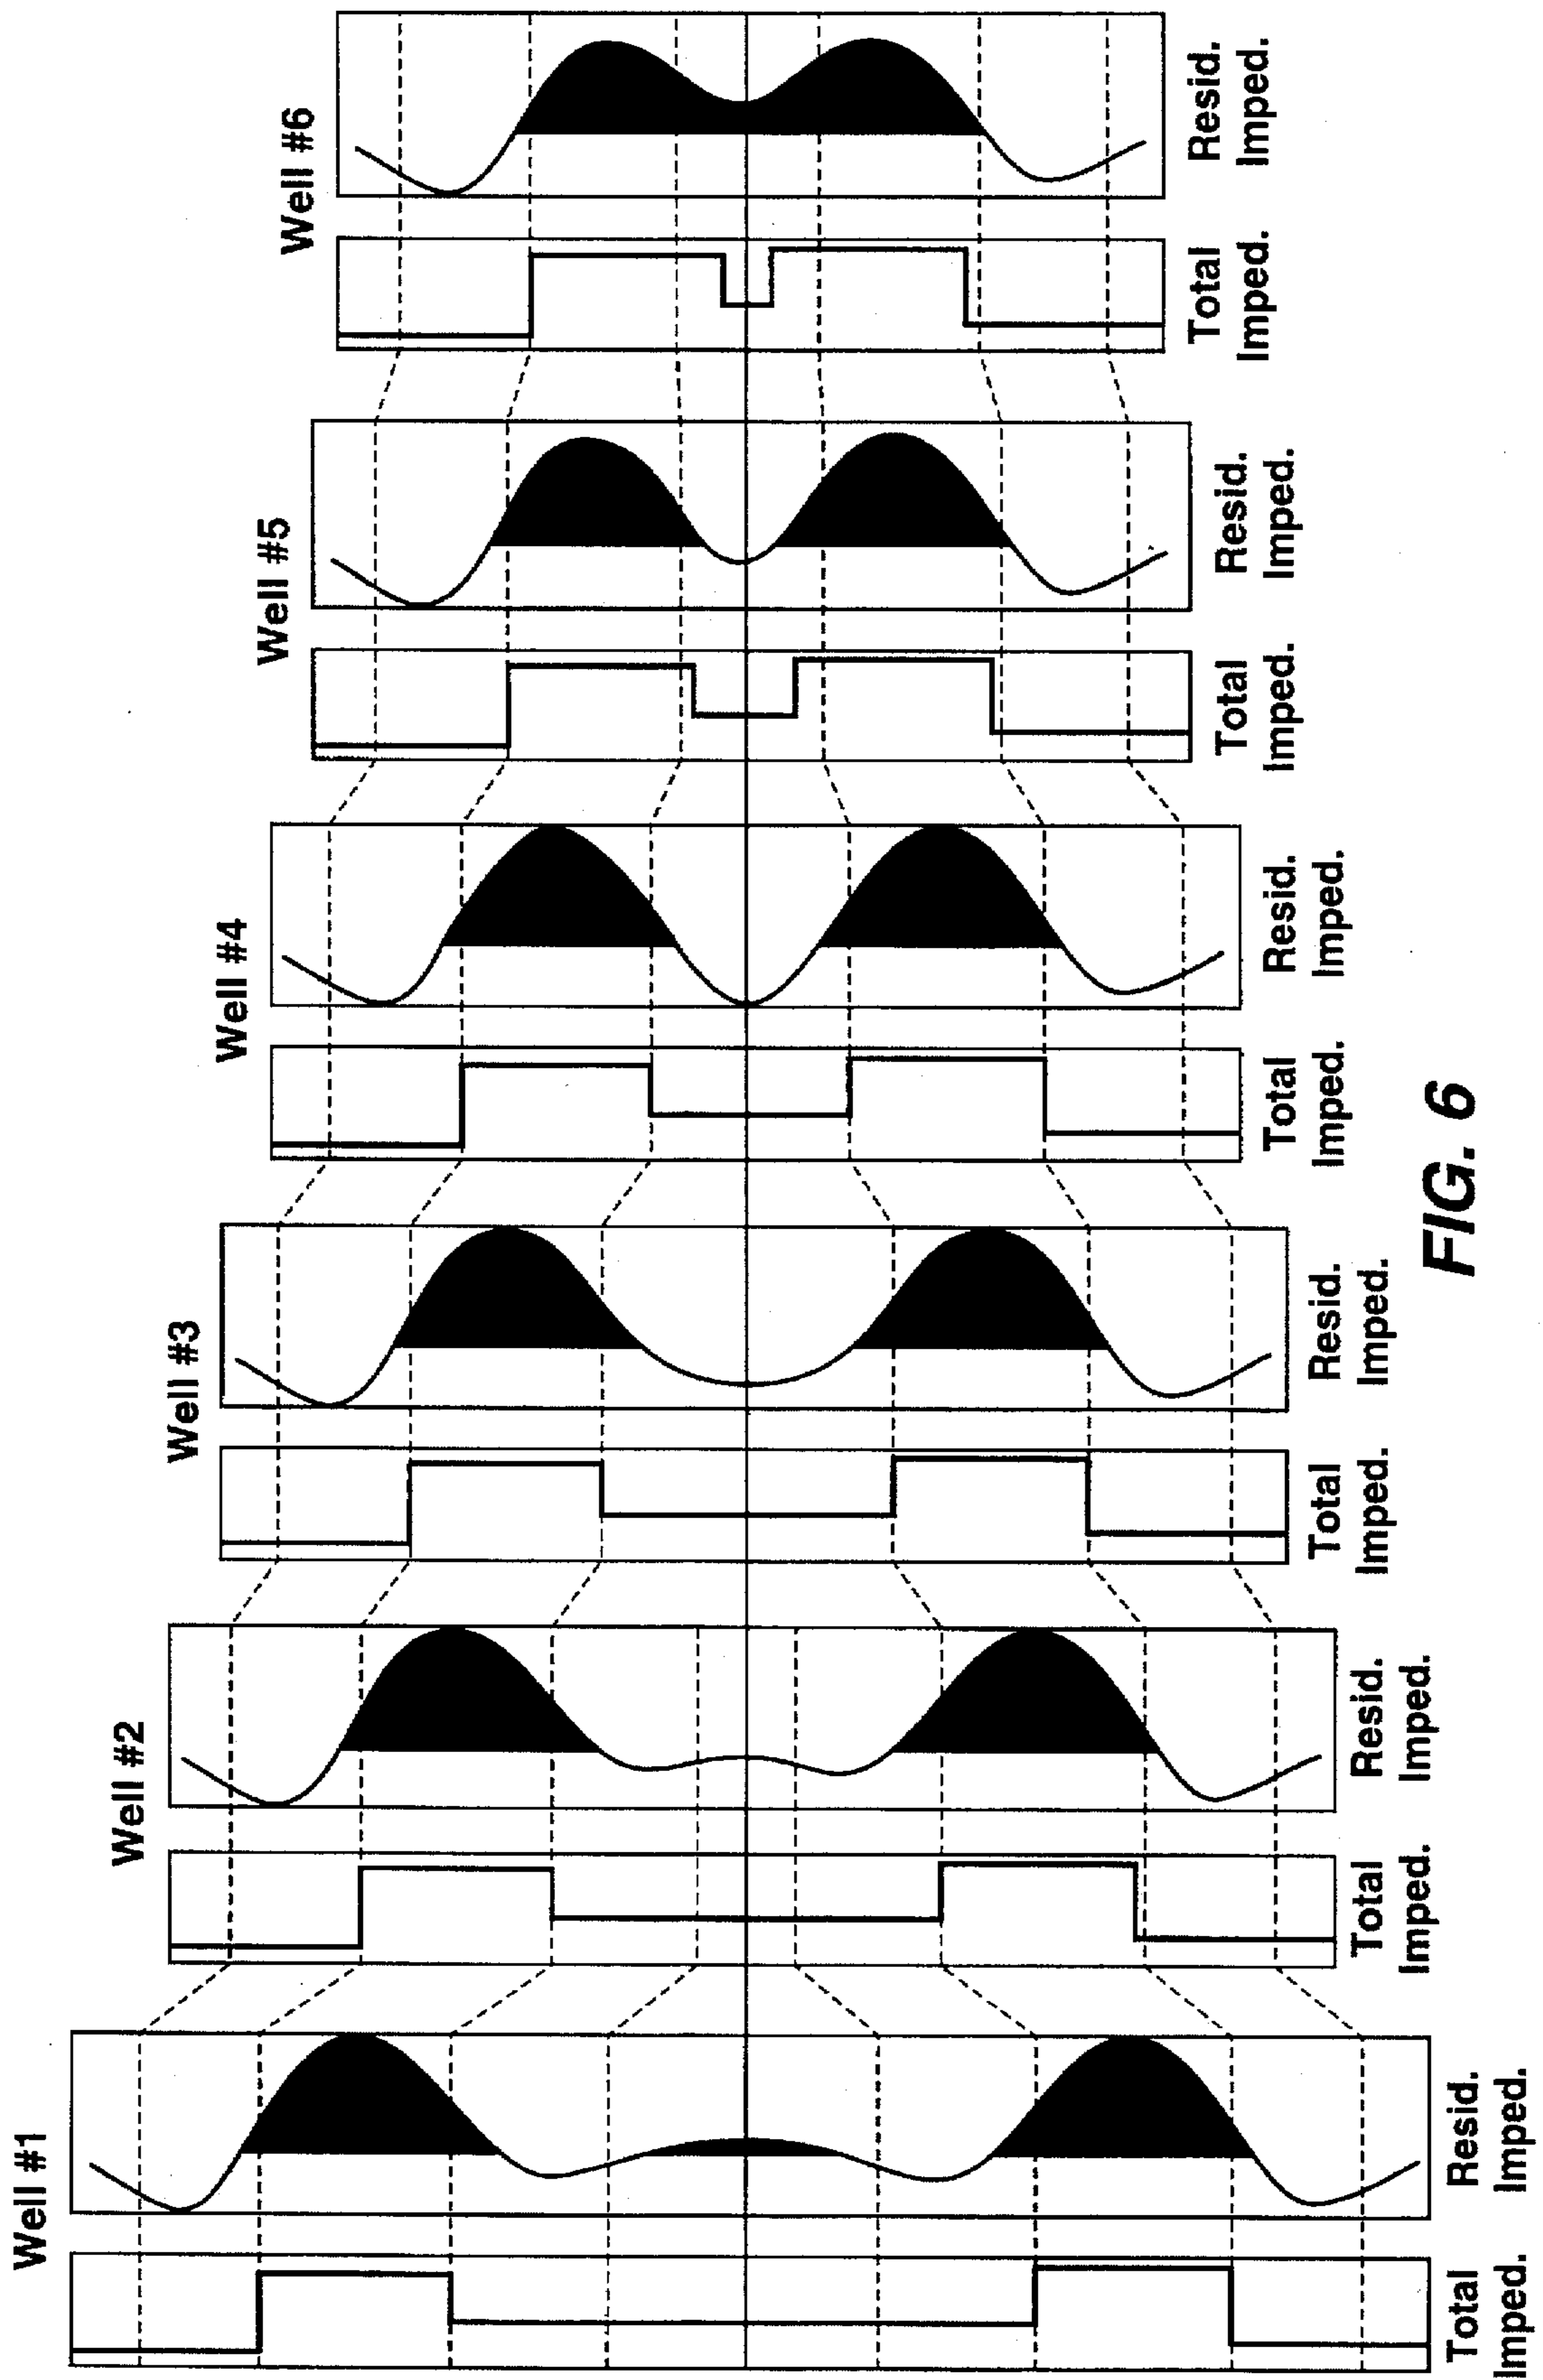 Well #1
Total
Imped.
Resid.
Imped.
Well #2
Total
Imped.
Resid.
Imped.
Well #3
Total
Imped.
Resid.
Imped.
Well #4
Total
Imped.
Resid.
Imped.
Well #5
Total
Imped.
Resid.
Imped.
Well #6
Total
Imped.
Resid.
Imped.
FIG. 6